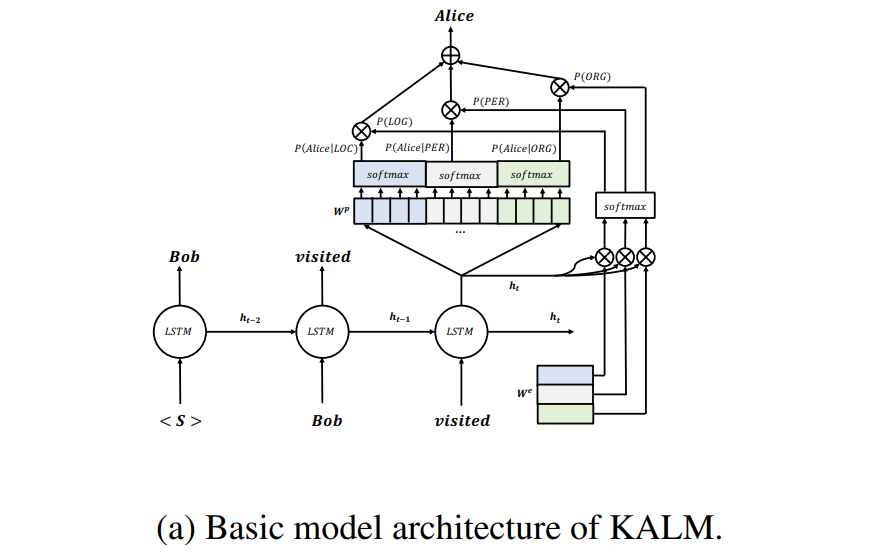 Alice
P(ORG)
P(PER)
P(LOG)
P(Alice|LOC) P(Alice|PER) P(Alice|ORG)
softmax softmax softmax
W^p
softmax
...
Bob visited
h_t
h_{t-2} h_{t-1} h_t
LSTM LSTM LSTM
W^e
< S > Bob visited
(a) Basic model architecture of KALM.